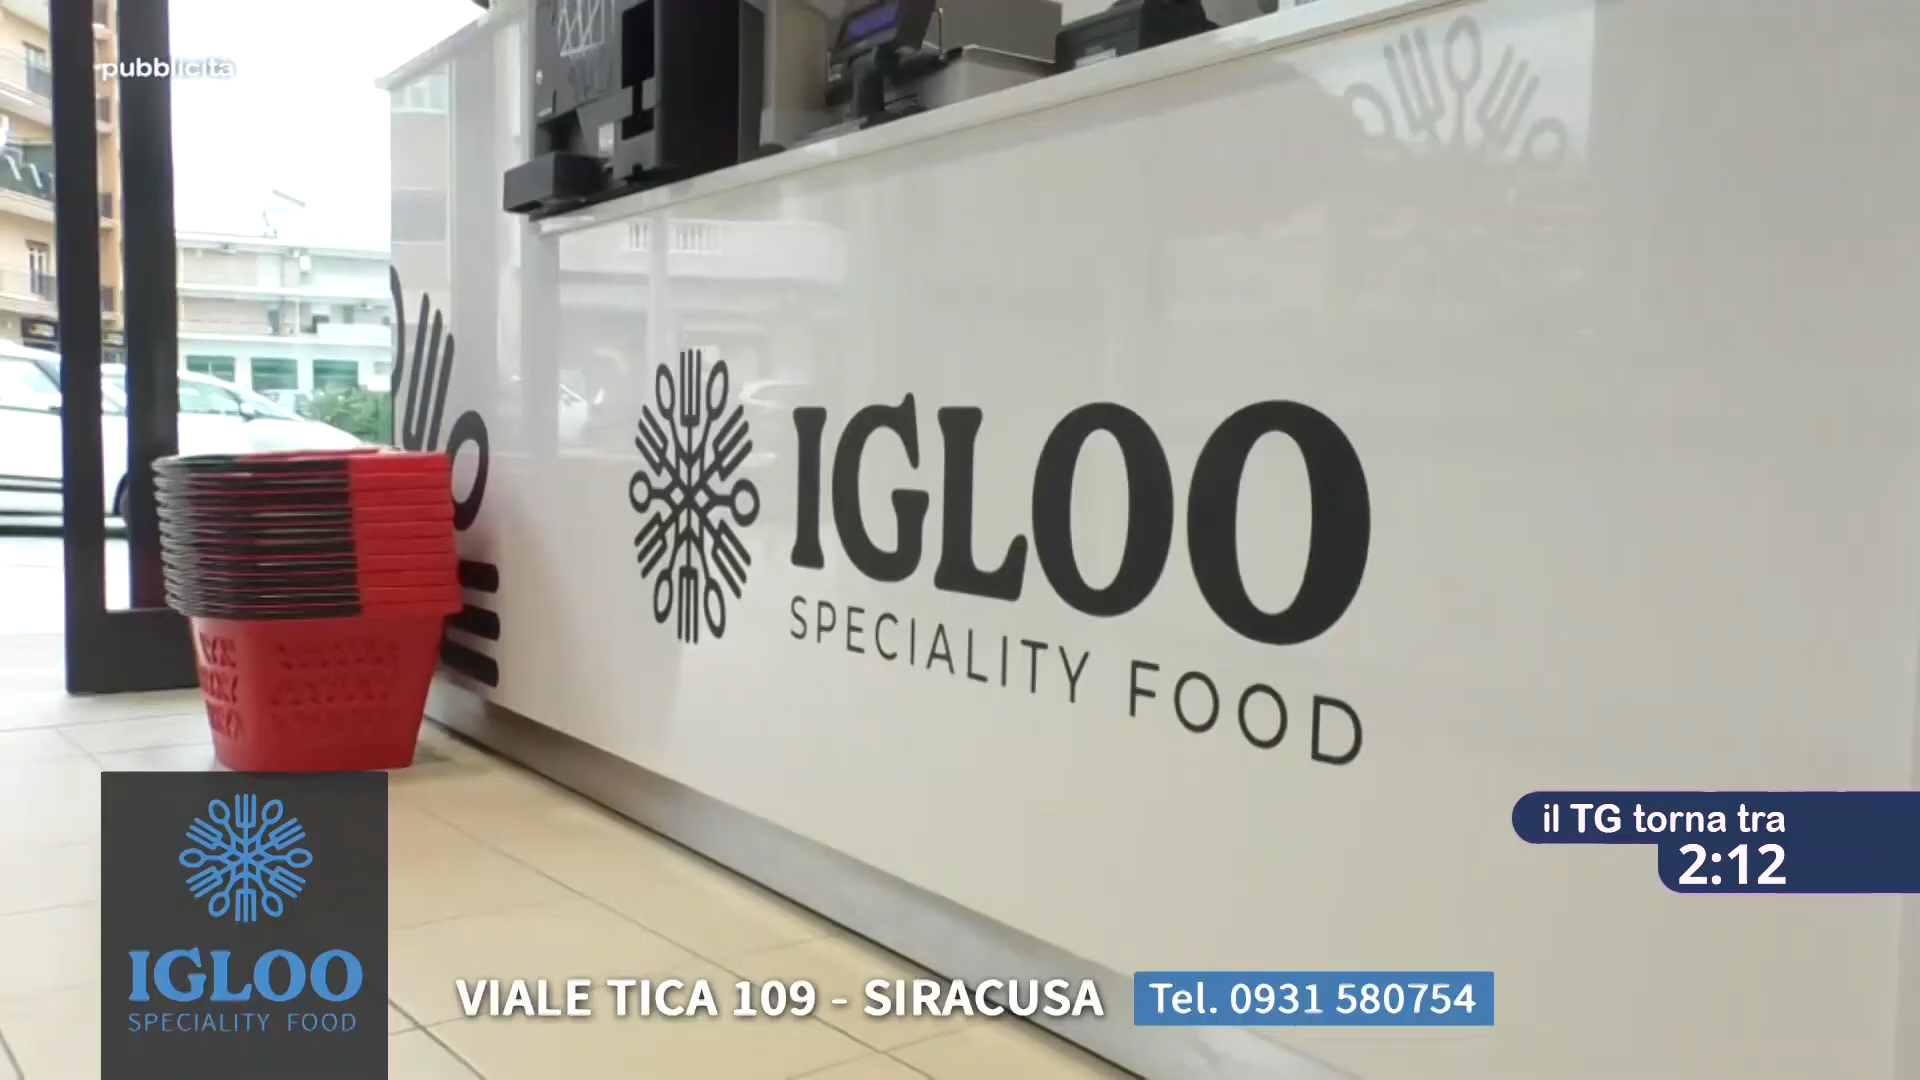 pubblicità
IGLOO
SPECIALITY FOOD
il TG torna tra
2:12
IGLOO
SPECIALITY FOOD
VIALE TICA 109 - SIRACUSA
Tel. 0931 580754